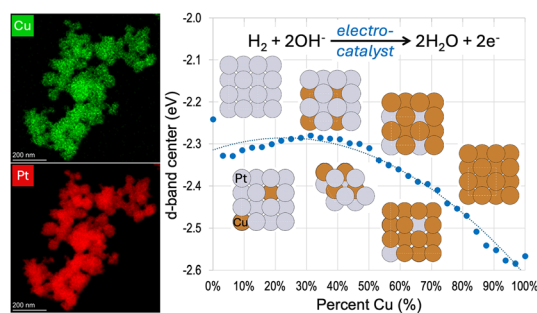 Cu
200 nm
Pt
200 nm
H₂ + 2OH⁻ electro-catalyst 2H₂O + 2e⁻
d-band center (eV)
-2.0
-2.1
-2.2
-2.3
-2.4
-2.5
-2.6
Pt
Cu
0% 10% 20% 30% 40% 50% 60% 70% 80% 90% 100%
Percent Cu (%)